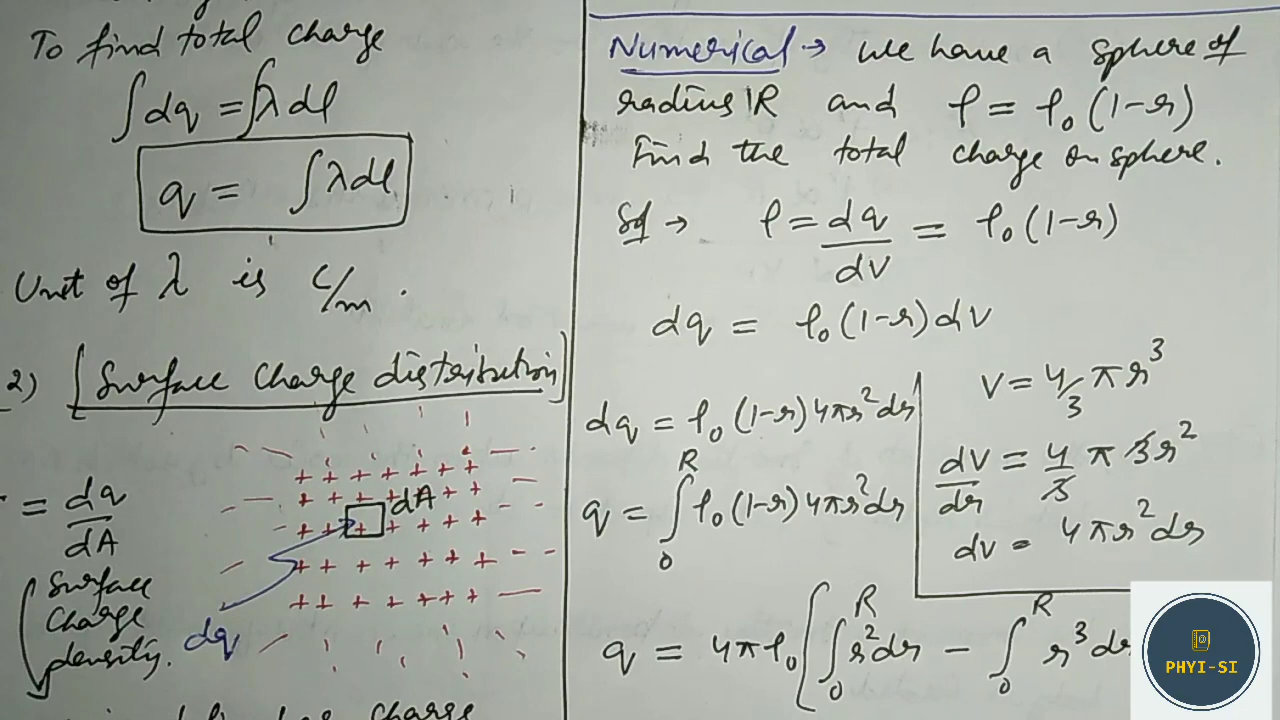 To find total charge
∫dq = ∫λdl
q = ∫λdl
Unit of λ is C/m.
2) [Surface Charge distribution]
= dq/dA
Surface
Charge
density.
dA
dq
charge
Numerical → We have a sphere of
radius R and ρ = ρ₀(1-r)
Find the total charge on sphere.
Sol → ρ = dq/dV = ρ₀(1-r)
dq = ρ₀(1-r)dV
dq = ρ₀(1-r)4πr²dr
q = ∫₀ᴿ ρ₀(1-r)4πr²dr
V = 4/3 πr³
dV/dr = 4/3 π 3r²
dv = 4πr²dr
q = 4πρ₀[∫₀ᴿ r²dr - ∫₀ᴿ r³dr
PHYI-SI